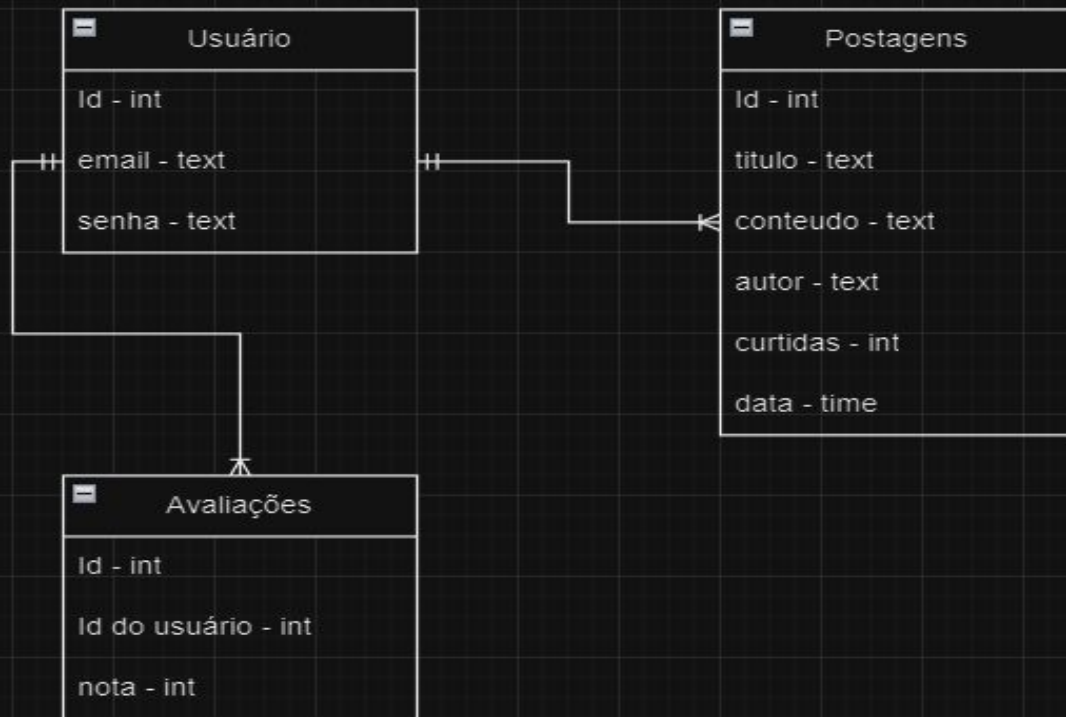 Usuário
Id - int
email - text
senha - text
Postagens
Id - int
titulo - text
conteudo - text
autor - text
curtidas - int
data - time
Avaliações
Id - int
Id do usuário - int
nota - int